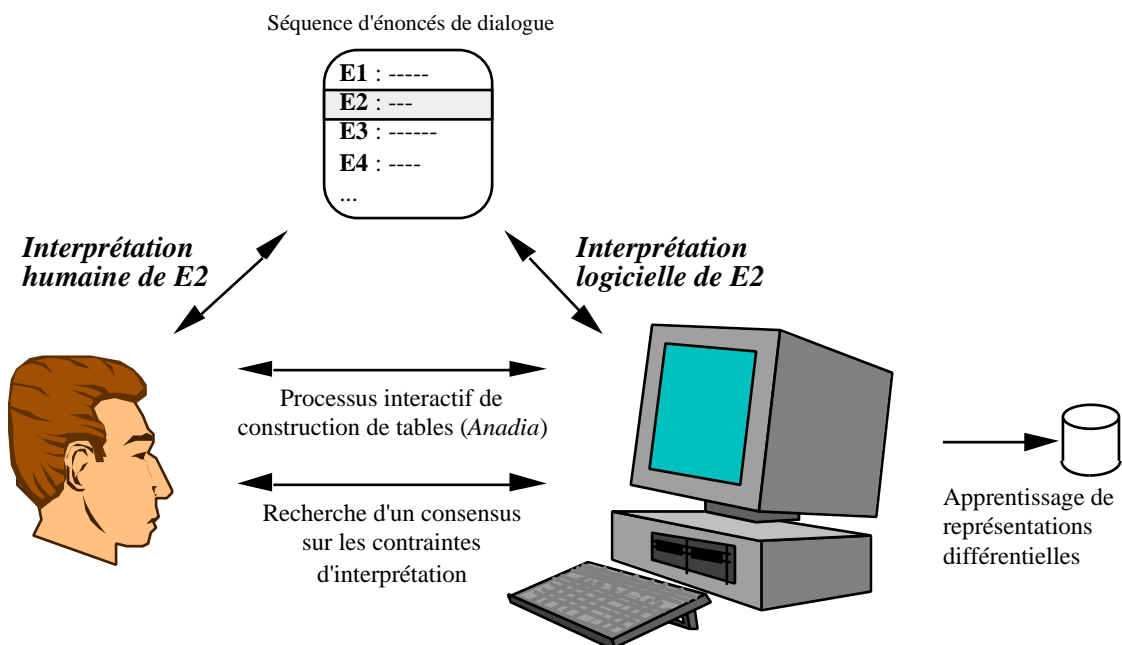 Séquence d'énoncés de dialogue
E1 : -----
E2 : ---
E3 : ------
E4 : ----
...
Interprétation
humaine de E2
Interprétation
logicielle de E2
Processus interactif de
construction de tables (Anadia)
Recherche d'un consensus
sur les contraintes
d'interprétation
Apprentissage de
représentations
différentielles